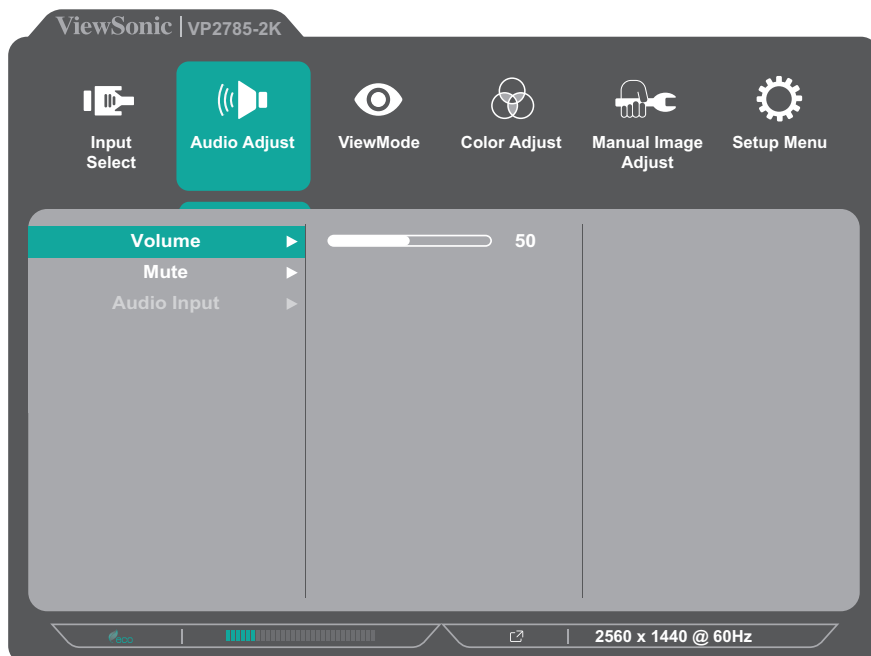 ViewSonic | VP2785-2K
Input Select
Audio Adjust
ViewMode
Color Adjust
Manual Image Adjust
Setup Menu
Volume
50
Mute
Audio Input
eco
2560 x 1440 @ 60Hz